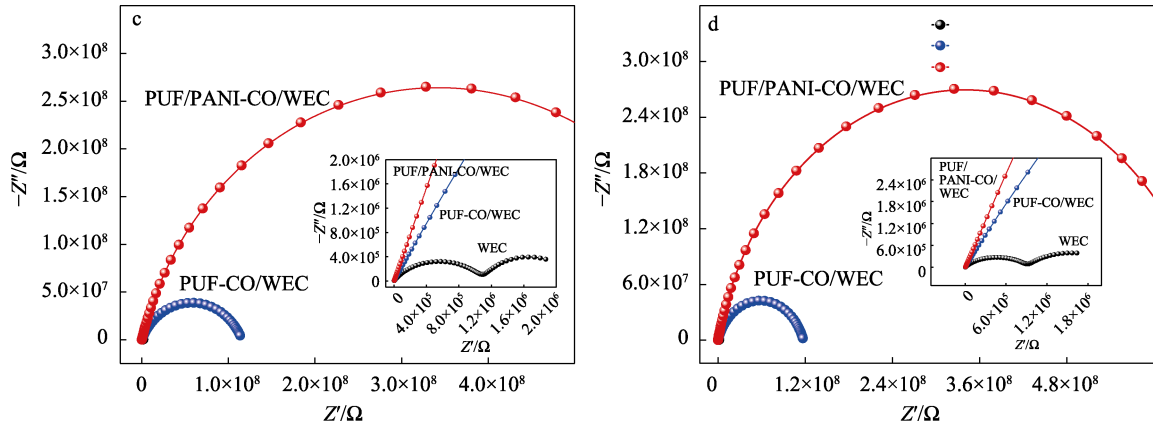 c
−Z″/Ω
3.0×10⁸
2.5×10⁸
2.0×10⁸
1.5×10⁸
1.0×10⁸
5.0×10⁷
0
PUF/PANI-CO/WEC
PUF-CO/WEC
−Z″/Ω
2.0×10⁶
1.6×10⁶
1.2×10⁶
8.0×10⁵
4.0×10⁵
0
PUF/PANI-CO/WEC
PUF-CO/WEC
WEC
0
4.0×10⁵
8.0×10⁵
1.2×10⁶
1.6×10⁶
2.0×10⁶
Z′/Ω
0
1.0×10⁸
2.0×10⁸
3.0×10⁸
4.0×10⁸
Z′/Ω
d
−Z″/Ω
3.0×10⁸
2.4×10⁸
1.8×10⁸
1.2×10⁸
6.0×10⁷
0
PUF/PANI-CO/WEC
PUF-CO/WEC
−Z″/Ω
2.4×10⁶
1.8×10⁶
1.2×10⁶
6.0×10⁵
0
PUF/
PANI-CO/
WEC
PUF-CO/WEC
WEC
0
6.0×10⁵
1.2×10⁶
1.8×10⁶
Z′/Ω
0
1.2×10⁸
2.4×10⁸
3.6×10⁸
4.8×10⁸
Z′/Ω